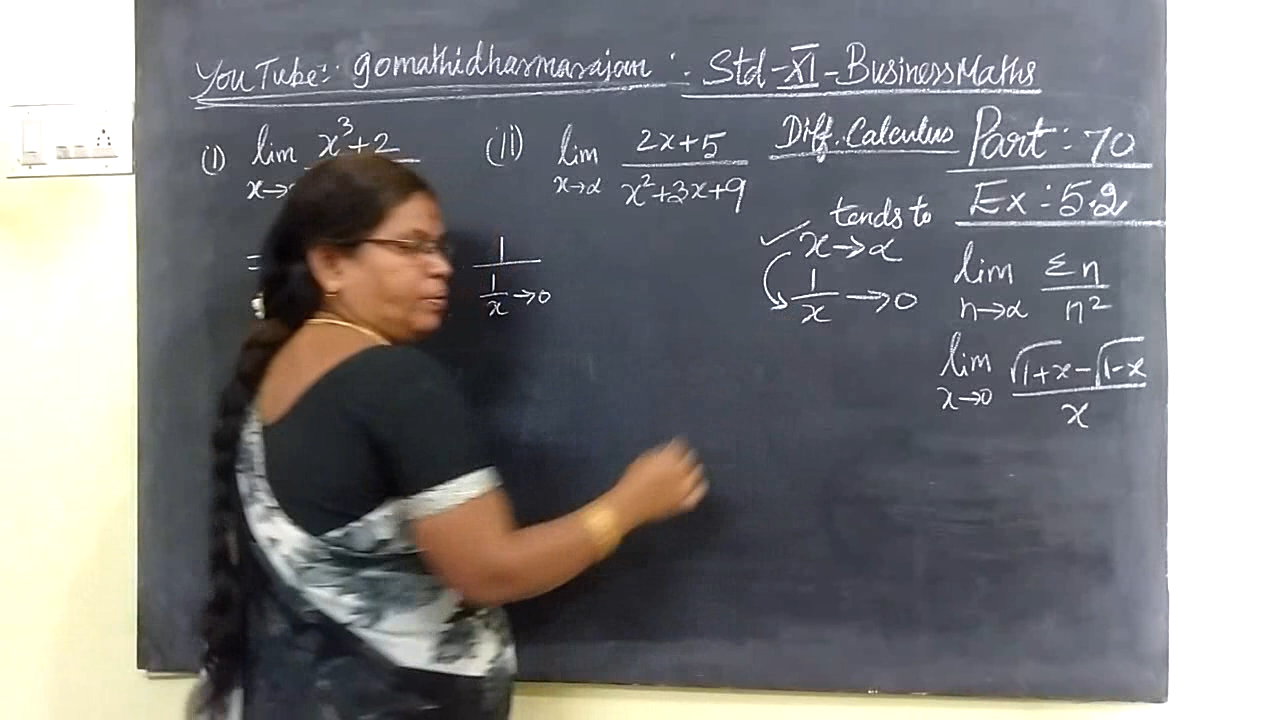 YouTube:- gomathidharmarajan :- Std-XI-BusinessMaths
Diff. Calculus Part:-70
Ex:5.2
(i) lim x³+2
x→
(ii) lim 2x+5
x→α x²+3x+9
=
1
1/x→0
tends to
✓ x→α
1/x→0
lim Σn
n→α n²
lim √1+x-√1-x
x→0 x